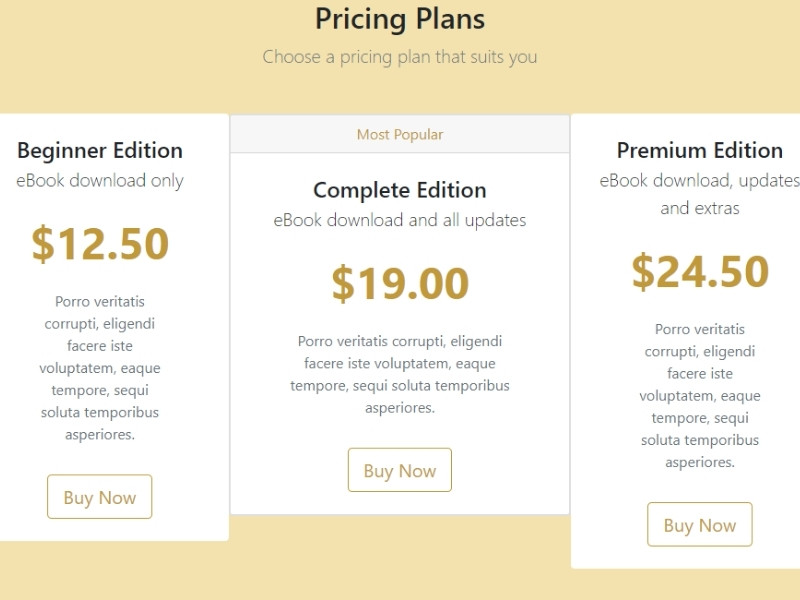 Pricing Plans
Choose a pricing plan that suits you
Beginner Edition
eBook download only
$12.50
Porro veritatis
corrupti, eligendi
facere iste
voluptatem, eaque
tempore, sequi
soluta temporibus
asperiores.
Buy Now
Most Popular
Complete Edition
eBook download and all updates
$19.00
Porro veritatis corrupti, eligendi
facere iste voluptatem, eaque
tempore, sequi soluta temporibus
asperiores.
Buy Now
Premium Edition
eBook download, updates
and extras
$24.50
Porro veritatis
corrupti, eligendi
facere iste
voluptatem, eaque
tempore, sequi
soluta temporibus
asperiores.
Buy Now